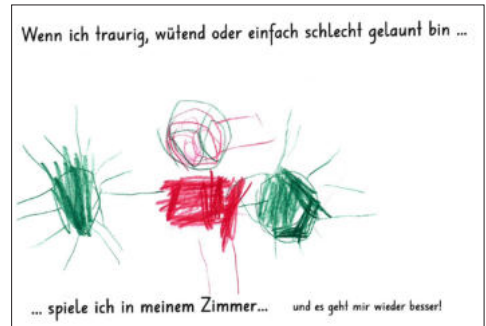 Wenn ich traurig, wütend oder einfach schlecht gelaunt bin ...
... spiele ich in meinem Zimmer... und es geht mir wieder besser!